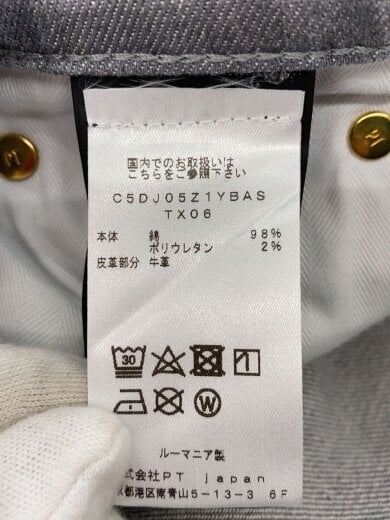 国内でのお取扱いは
こちらをご参照下さい
C5DJ05Z1YBAS
TX06
本体 綿 98%
ポリウレタン 2%
皮革部分 牛革
30
W
ルーマニア製
式会社PT japan
京都港区南青山5-13-3 6F